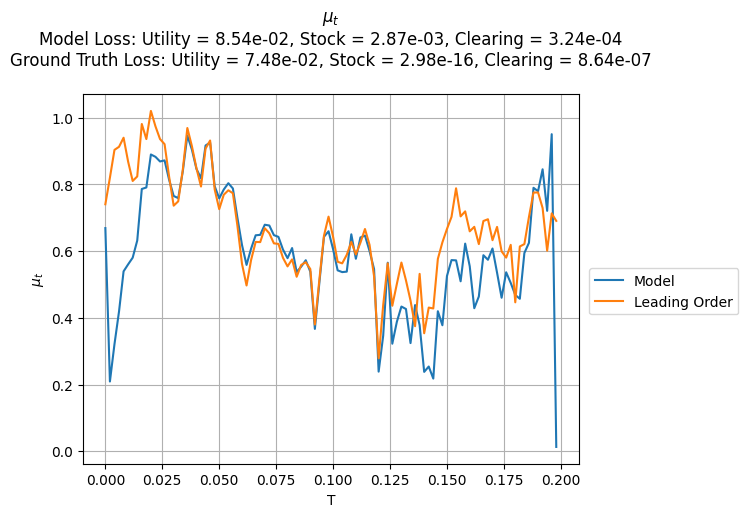 μ_t
Model Loss: Utility = 8.54e-02, Stock = 2.87e-03, Clearing = 3.24e-04
Ground Truth Loss: Utility = 7.48e-02, Stock = 2.98e-16, Clearing = 8.64e-07
1.0
0.8
0.6
0.4
0.2
0.0
μ_t
0.000 0.025 0.050 0.075 0.100 0.125 0.150 0.175 0.200
T
Model
Leading Order